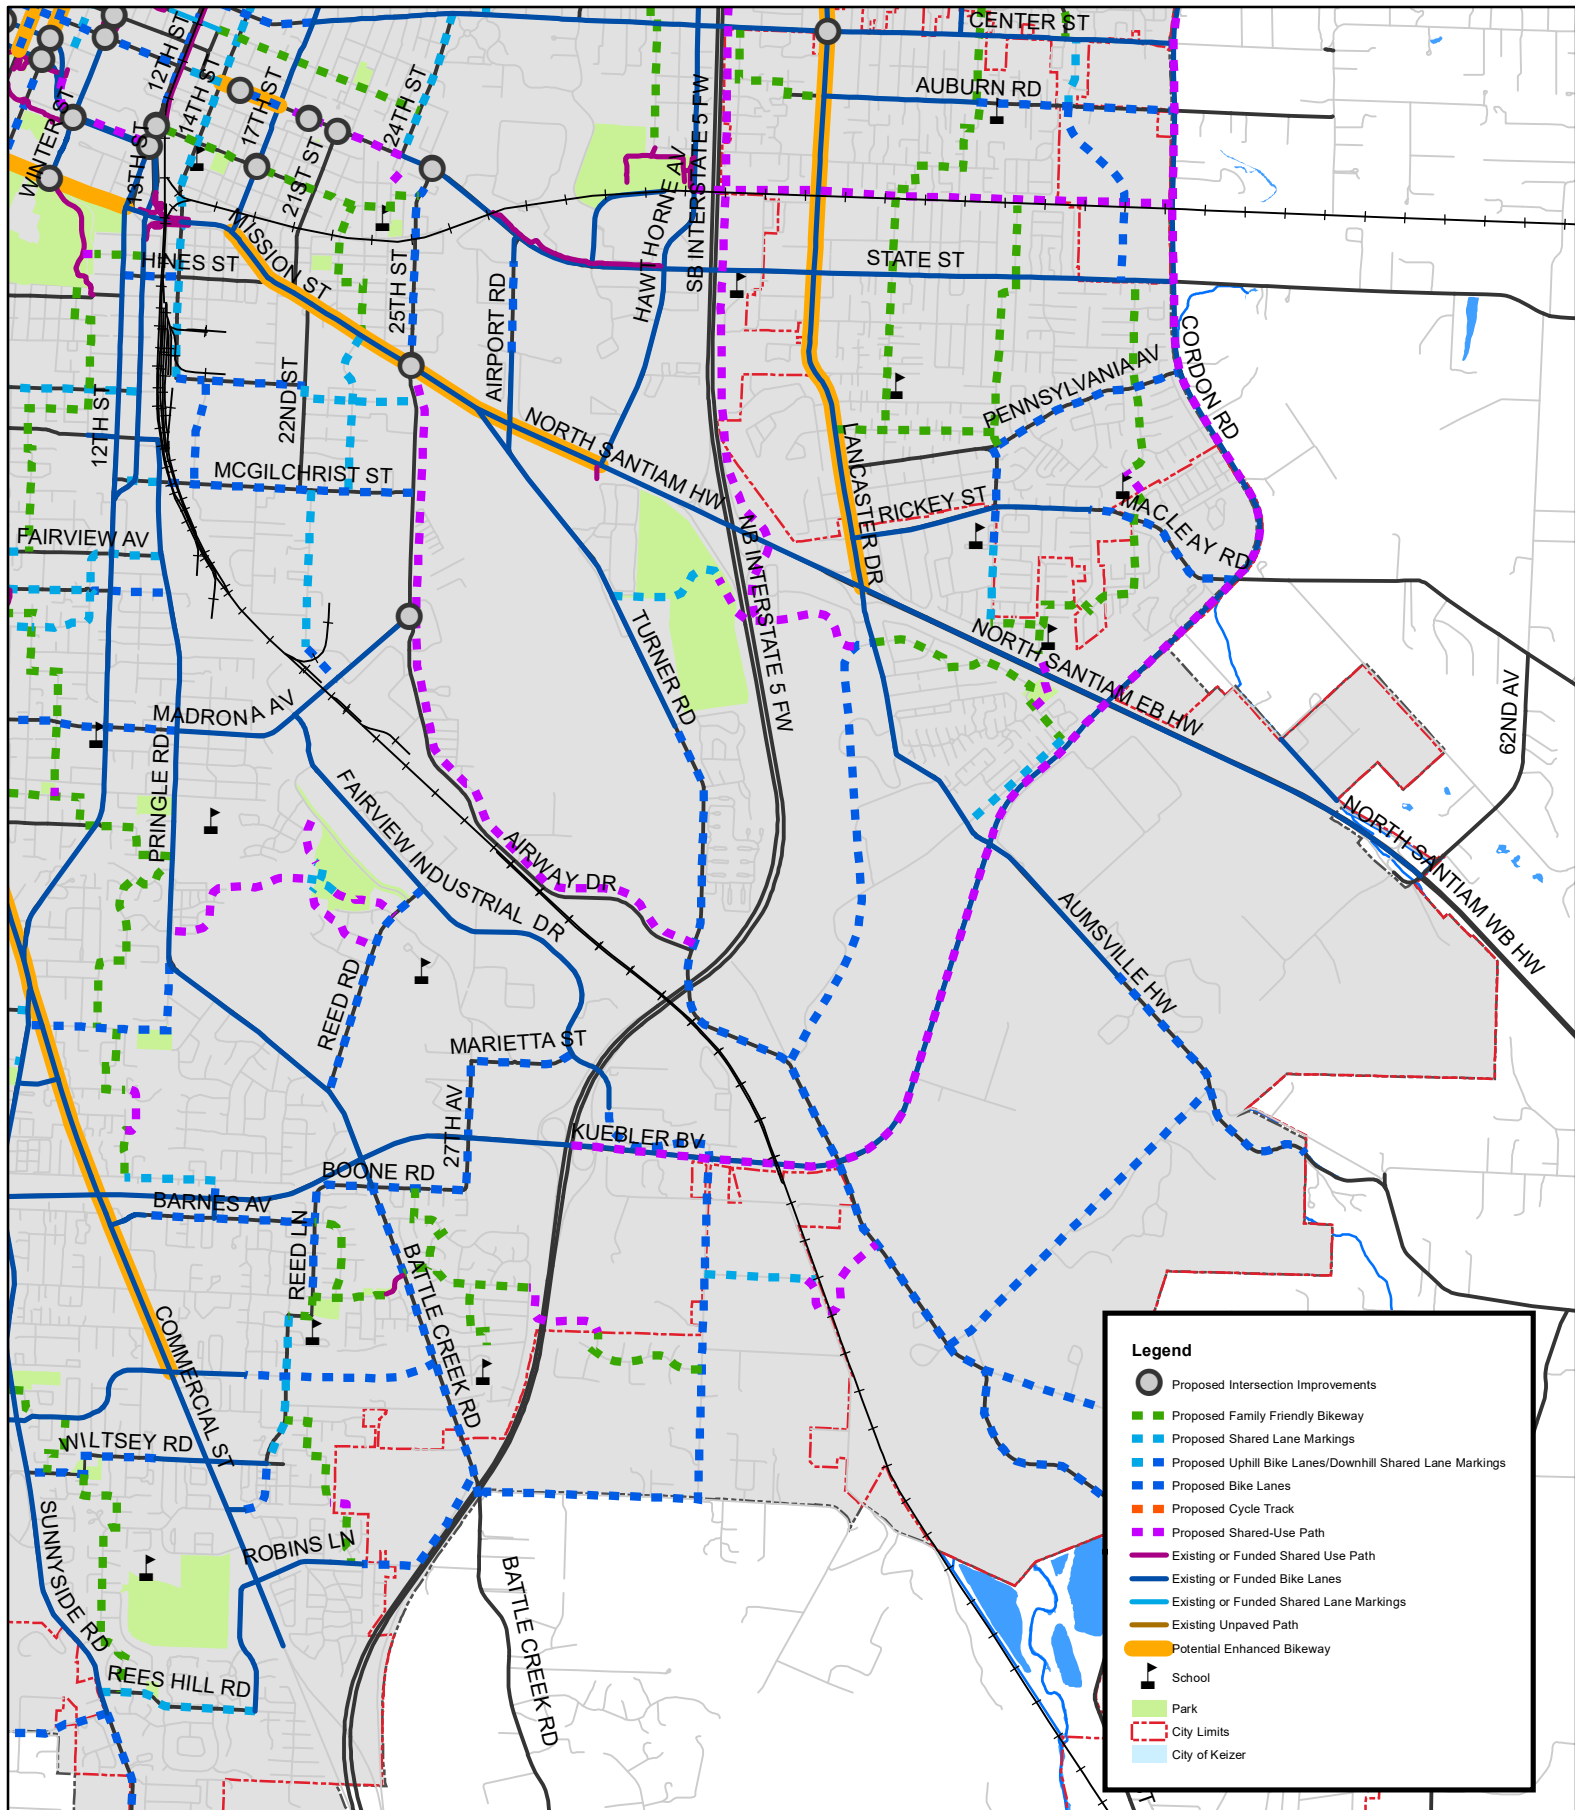 CENTER ST
12TH ST
14TH ST
17TH ST
24TH ST
AUBURN RD
WINTER ST
13TH ST
21ST ST
HAWTHORNE AV
SB INTERSTATE 5 FW
MISSION ST
HINES ST
25TH ST
AIRPORT RD
STATE ST
CORDON RD
PENNSYLVANIA AV
12TH ST
22ND ST
NORTH SANTIAM HW
LANCASTER DR
MCGILCHRIST ST
RICKEY ST
MACLEAY RD
FAIRVIEW AV
NB INTERSTATE 5 FW
TURNER RD
NORTH SANTIAM EB HW
62ND AV
MADRONA AV
PRINGLE RD
FAIRVIEW INDUSTRIAL DR
AIRWAY DR
NORTH SANTIAM WB HW
AUMSVILLE HW
REED RD
MARIETTA ST
27TH AV
KUEBLER BV
BOONE RD
BARNES AV
REED LN
BATTLE CREEK RD
COMMERCIAL ST
WILTSEY RD
SUNNYSIDE RD
ROBINS LN
BATTLE CREEK RD
REES HILL RD
Legend
Proposed Intersection Improvements
Proposed Family Friendly Bikeway
Proposed Shared Lane Markings
Proposed Uphill Bike Lanes/Downhill Shared Lane Markings
Proposed Bike Lanes
Proposed Cycle Track
Proposed Shared-Use Path
Existing or Funded Shared Use Path
Existing or Funded Bike Lanes
Existing or Funded Shared Lane Markings
Existing Unpaved Path
Potential Enhanced Bikeway
School
Park
City Limits
City of Keizer